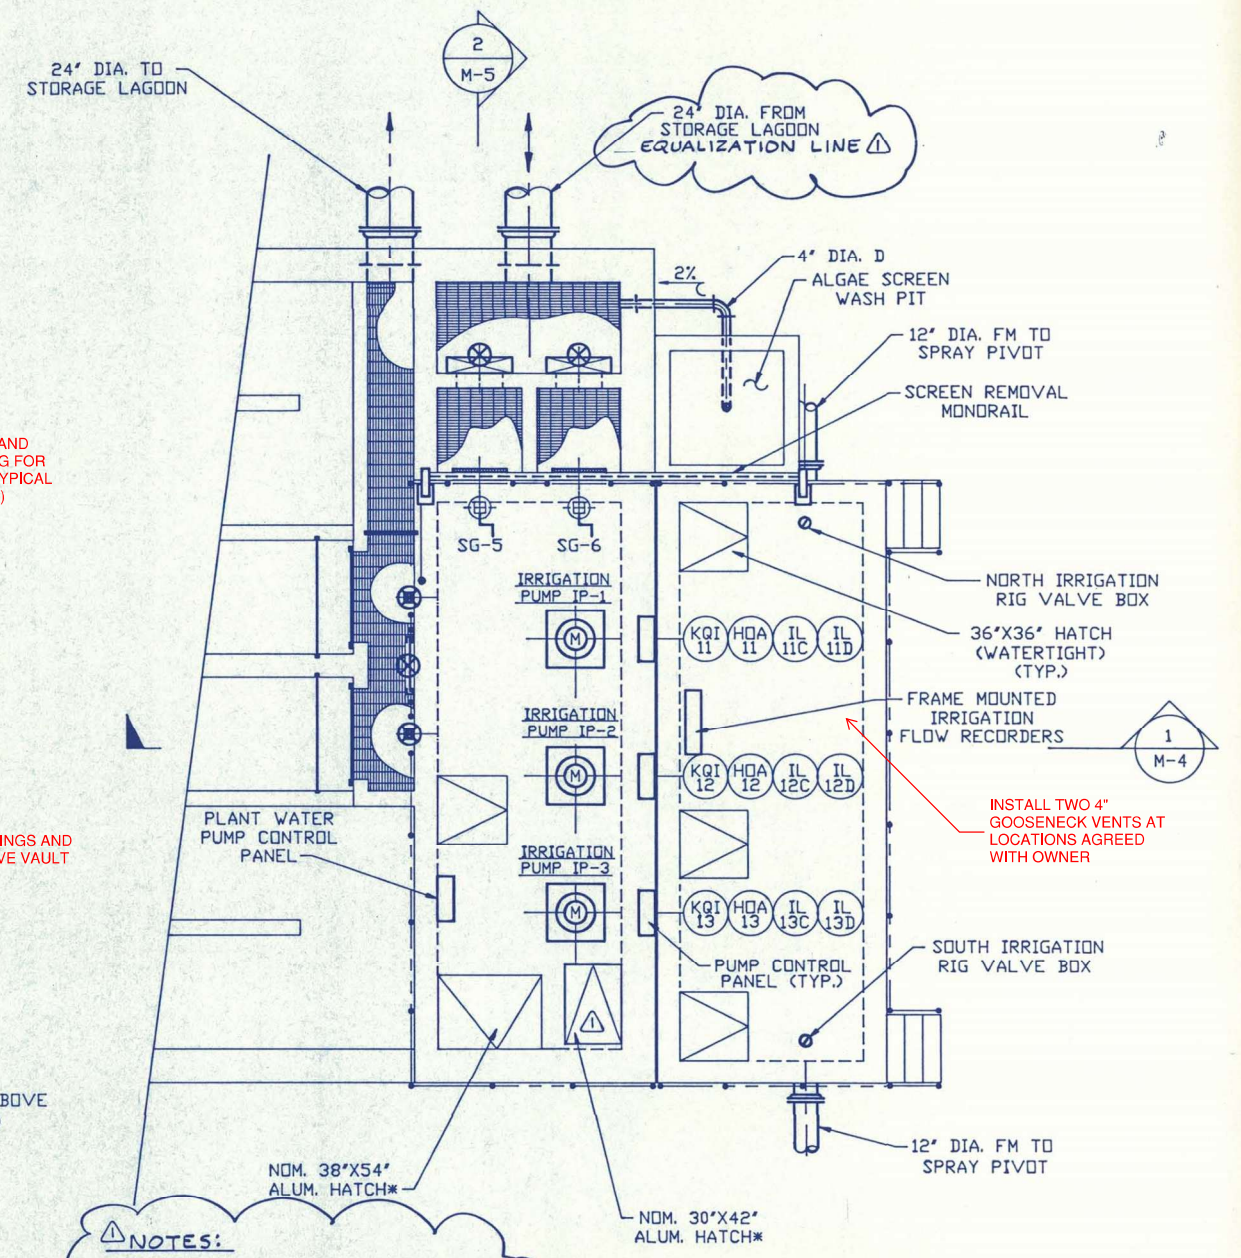 2
M-5
24" DIA. TO
STORAGE LAGOON
24" DIA. FROM
STORAGE LAGOON
EQUALIZATION LINE 1
4" DIA. D
2%
ALGAE SCREEN
WASH PIT
12" DIA. FM TO
SPRAY PIVOT
SCREEN REMOVAL
MONORAIL
AND
G FOR
YPICAL
)
SG-5
SG-6
IRRIGATION
PUMP IP-1
M
NORTH IRRIGATION
RIG VALVE BOX
KQI
11
HOA
11
IL
11C
IL
11D
36"X36" HATCH
(WATERTIGHT)
(TYP.)
FRAME MOUNTED
IRRIGATION
FLOW RECORDERS
1
M-4
IRRIGATION
PUMP IP-2
M
KQI
12
HOA
12
IL
12C
IL
12D
INSTALL TWO 4"
GOOSENECK VENTS AT
LOCATIONS AGREED
WITH OWNER
PLANT WATER
PUMP CONTROL
PANEL
INGS AND
VE VAULT
IRRIGATION
PUMP IP-3
M
KQI
13
HOA
13
IL
13C
IL
13D
SOUTH IRRIGATION
RIG VALVE BOX
PUMP CONTROL
PANEL (TYP.)
1
BOVE
12" DIA. FM TO
SPRAY PIVOT
NOM. 38"X54"
ALUM. HATCH*
NOM. 30"X42"
ALUM. HATCH*
1 NOTES: